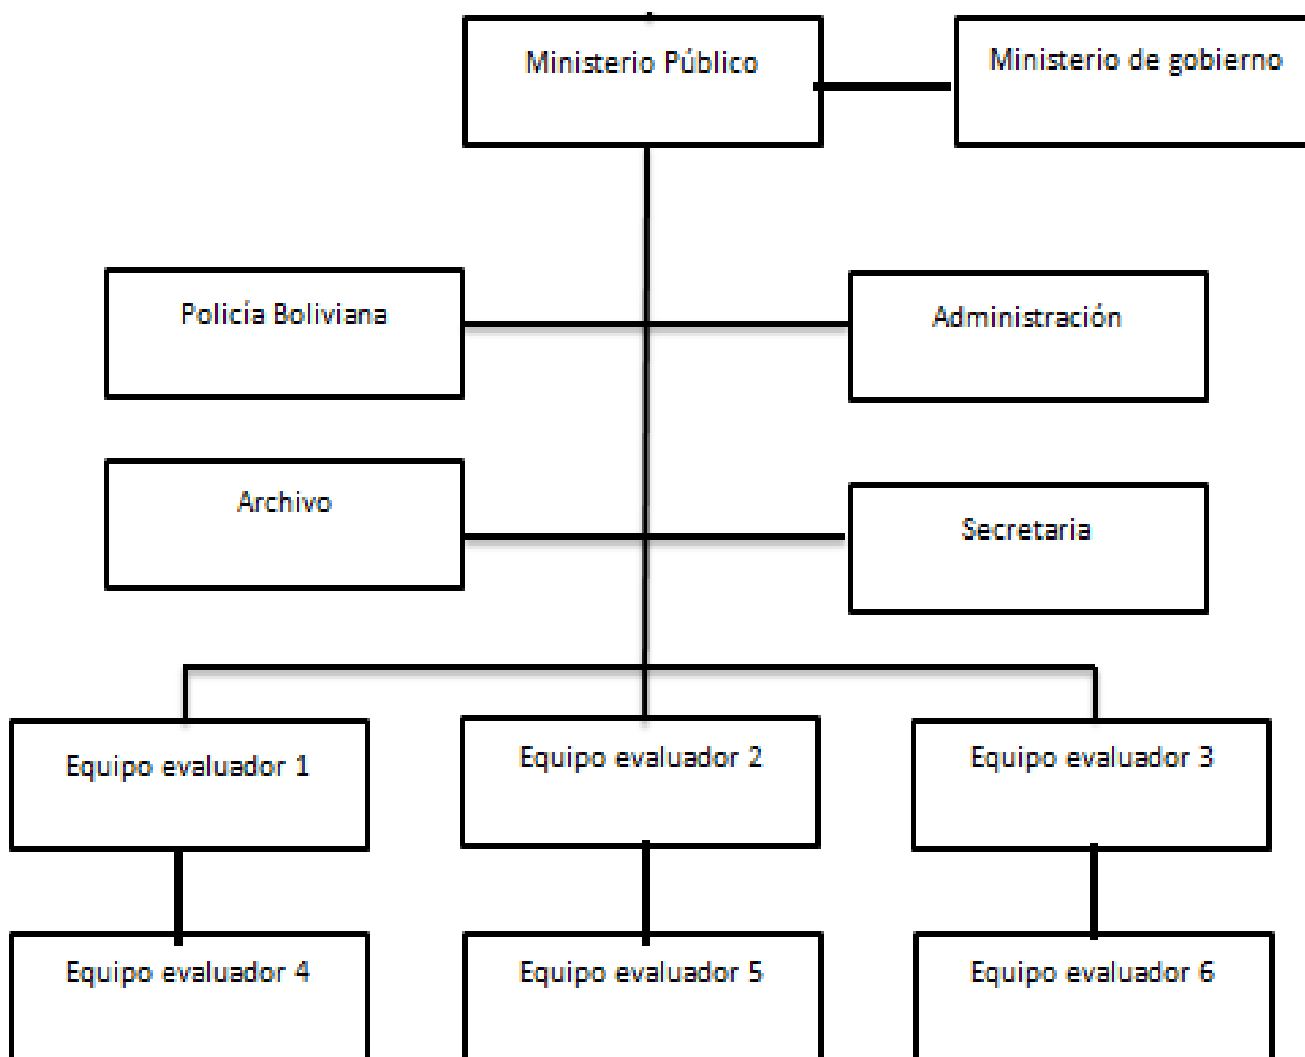 Ministerio Público
Ministerio de gobierno
Policía Boliviana
Administración
Archivo
Secretaria
Equipo evaluador 1
Equipo evaluador 2
Equipo evaluador 3
Equipo evaluador 4
Equipo evaluador 5
Equipo evaluador 6